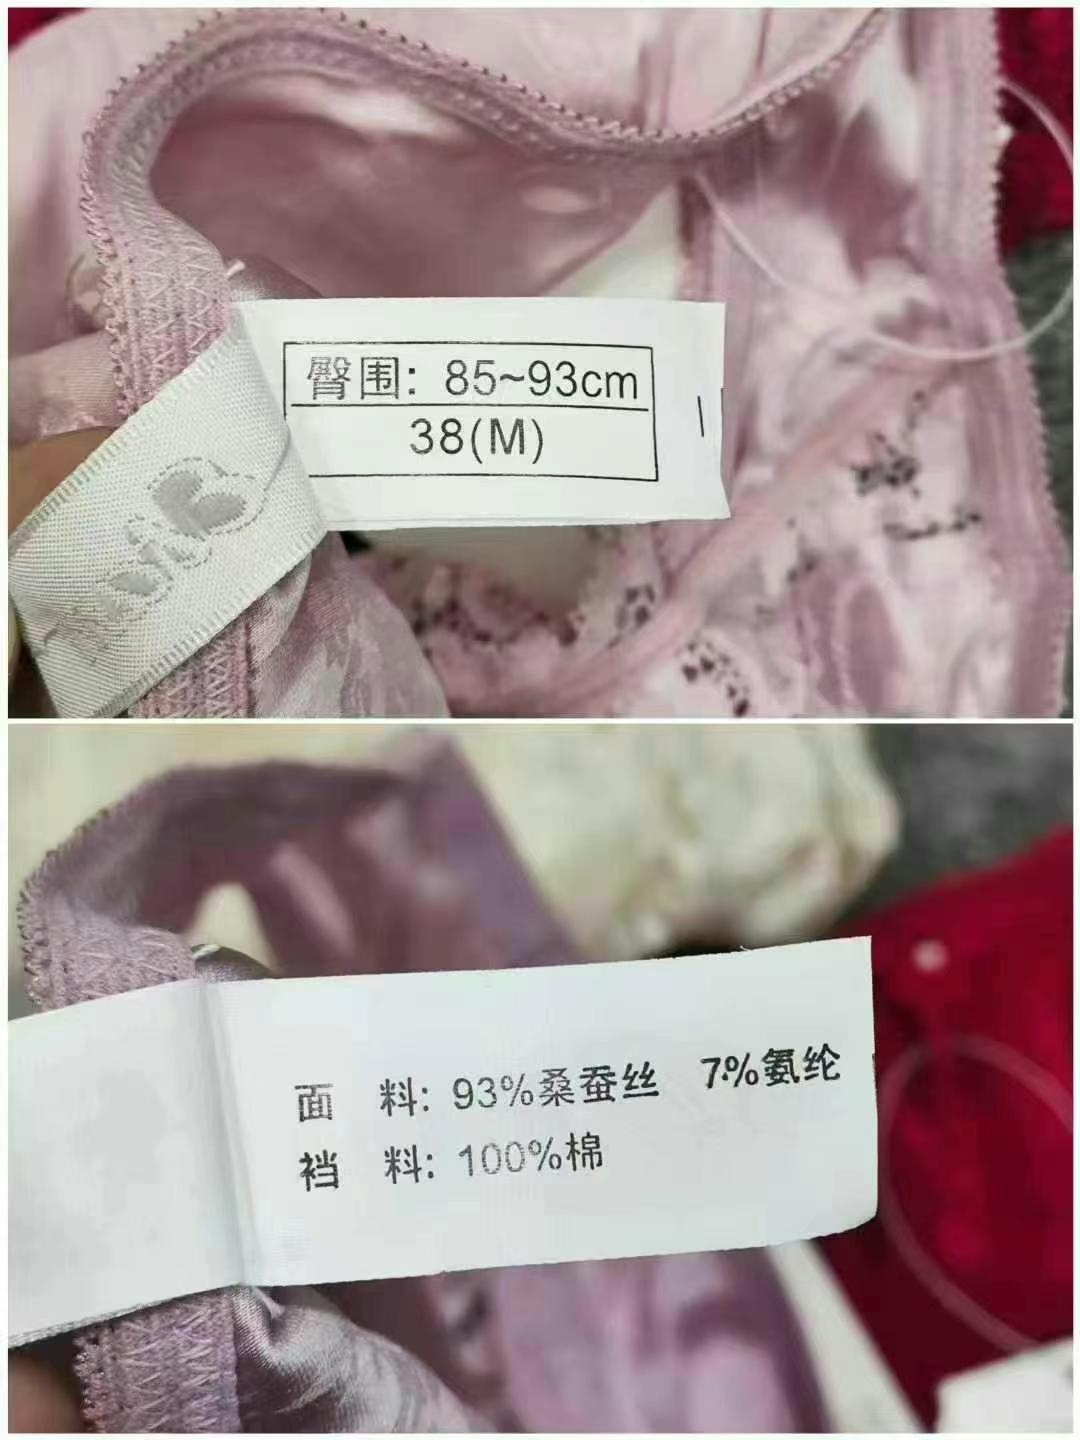 臀围: 85~93cm
38(M)
面 料: 93%桑蚕丝 7%氨纶
裆 料: 100%棉